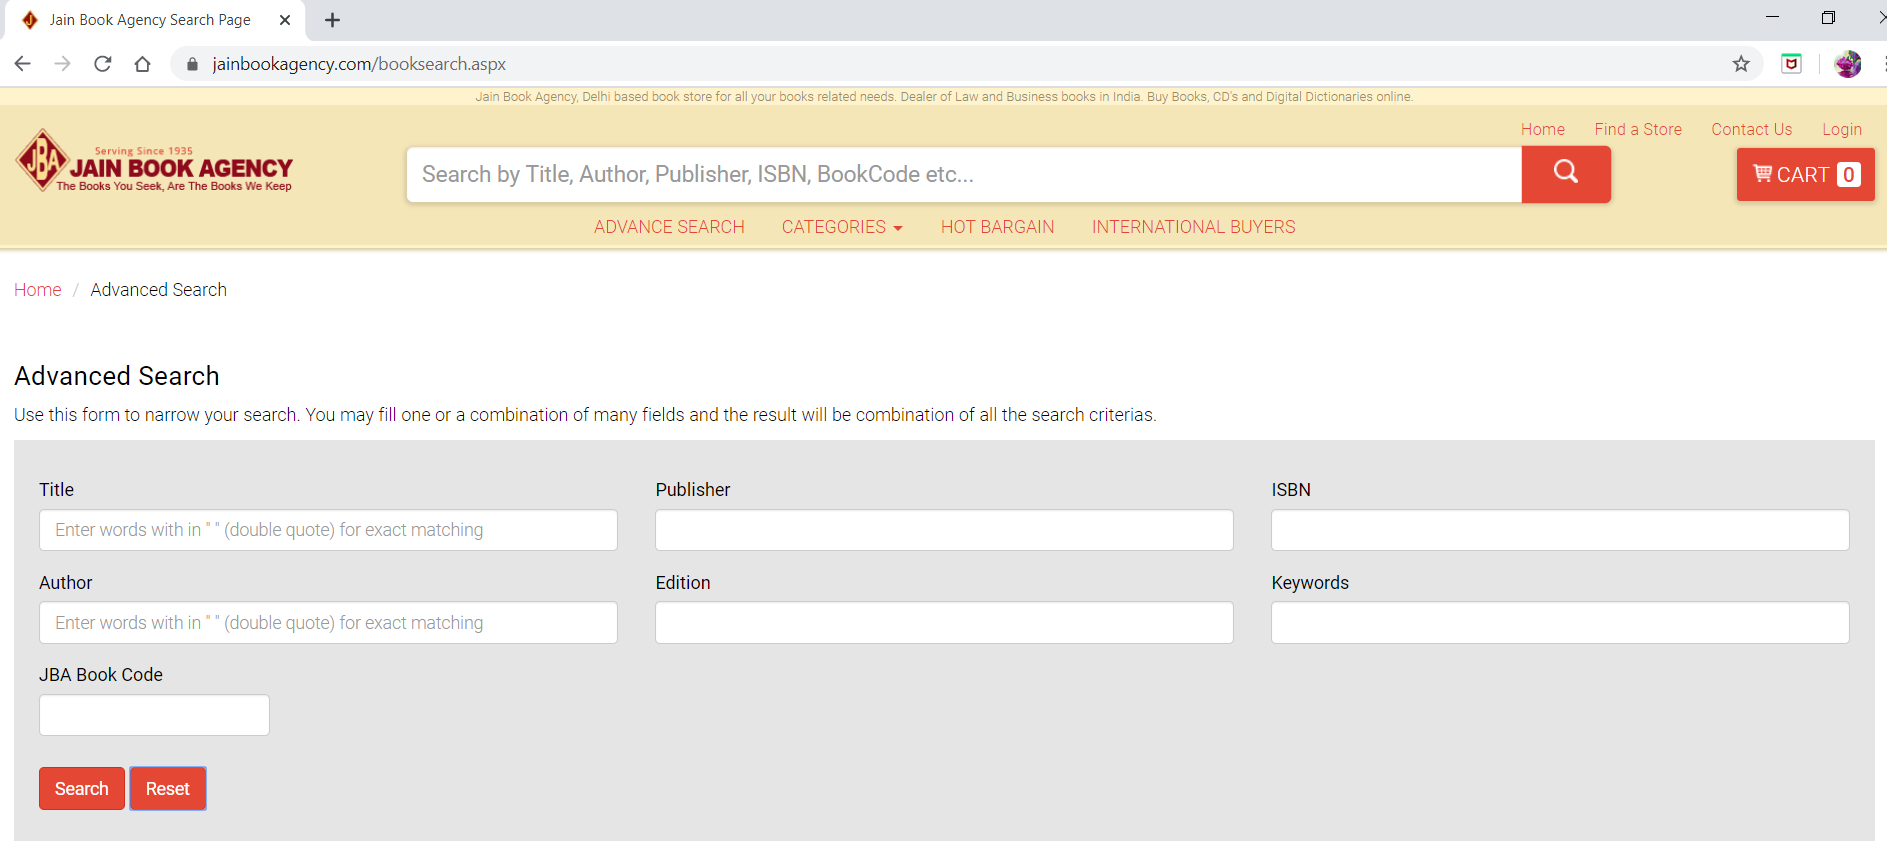 Jain Book Agency Search Page
jainbookagency.com/booksearch.aspx
Jain Book Agency, Delhi based book store for all your books related needs. Dealer of Law and Business books in India. Buy Books, CD's and Digital Dictionaries online.
Home Find a Store Contact Us Login
JBA
Serving Since 1935
JAIN BOOK AGENCY
The Books You Seek, Are The Books We Keep
Search by Title, Author, Publisher, ISBN, BookCode etc...
CART 0
ADVANCE SEARCH CATEGORIES HOT BARGAIN INTERNATIONAL BUYERS
Home / Advanced Search
Advanced Search
Use this form to narrow your search. You may fill one or a combination of many fields and the result will be combination of all the search criterias.
Title Publisher ISBN
Enter words with in " " (double quote) for exact matching
Author Edition Keywords
Enter words with in " " (double quote) for exact matching
JBA Book Code
Search Reset